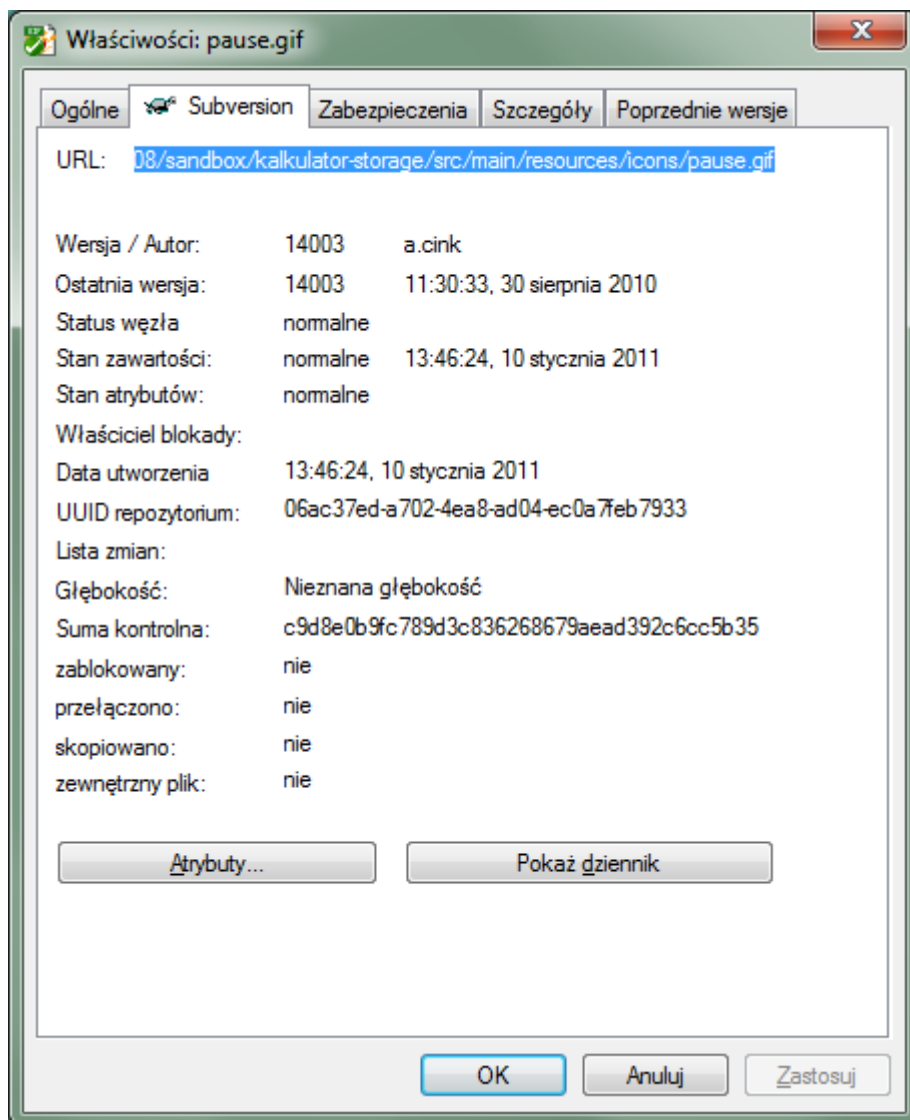 Właściwości: pause.gif
Ogólne Subversion Zabezpieczenia Szczegóły Poprzednie wersje
URL: 08/sandbox/kalkulator-storage/src/main/resources/icons/pause.gif
Wersja / Autor: 14003 a.cink
Ostatnia wersja: 14003 11:30:33, 30 sierpnia 2010
Status węzła normalne
Stan zawartości: normalne 13:46:24, 10 stycznia 2011
Stan atrybutów: normalne
Właściciel blokady:
Data utworzenia 13:46:24, 10 stycznia 2011
UUID repozytorium: 06ac37ed-a702-4ea8-ad04-ec0a7feb7933
Lista zmian:
Głębokość: Nieznana głębokość
Suma kontrolna: c9d8e0b9fc789d3c836268679aead392c6cc5b35
zablokowany: nie
przełączono: nie
skopiowano: nie
zewnętrzny plik: nie
Atrybuty... Pokaż dziennik
OK Anuluj Zastosuj